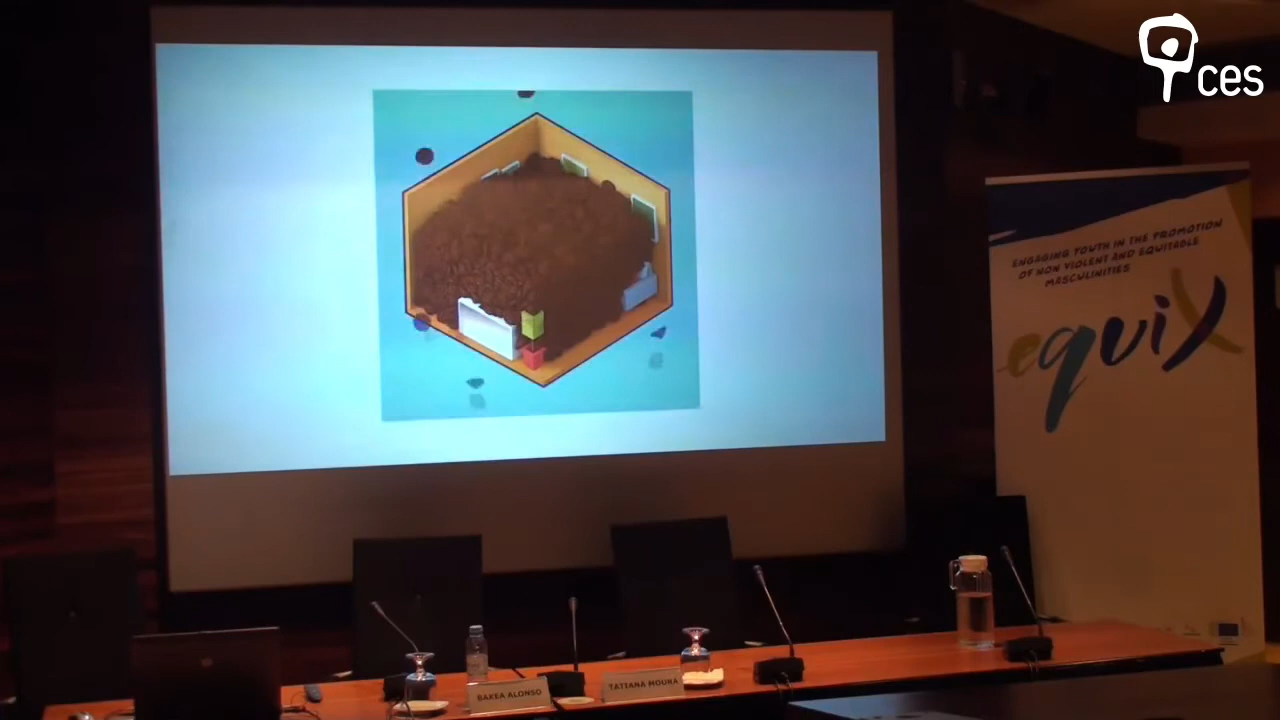 ces
ENGAGING YOUTH IN THE PROMOTION
OF NON VIOLENT AND EQUITABLE
MASCULINITIES
equiX
BAKEA ALONSO
TATIANA MOURA